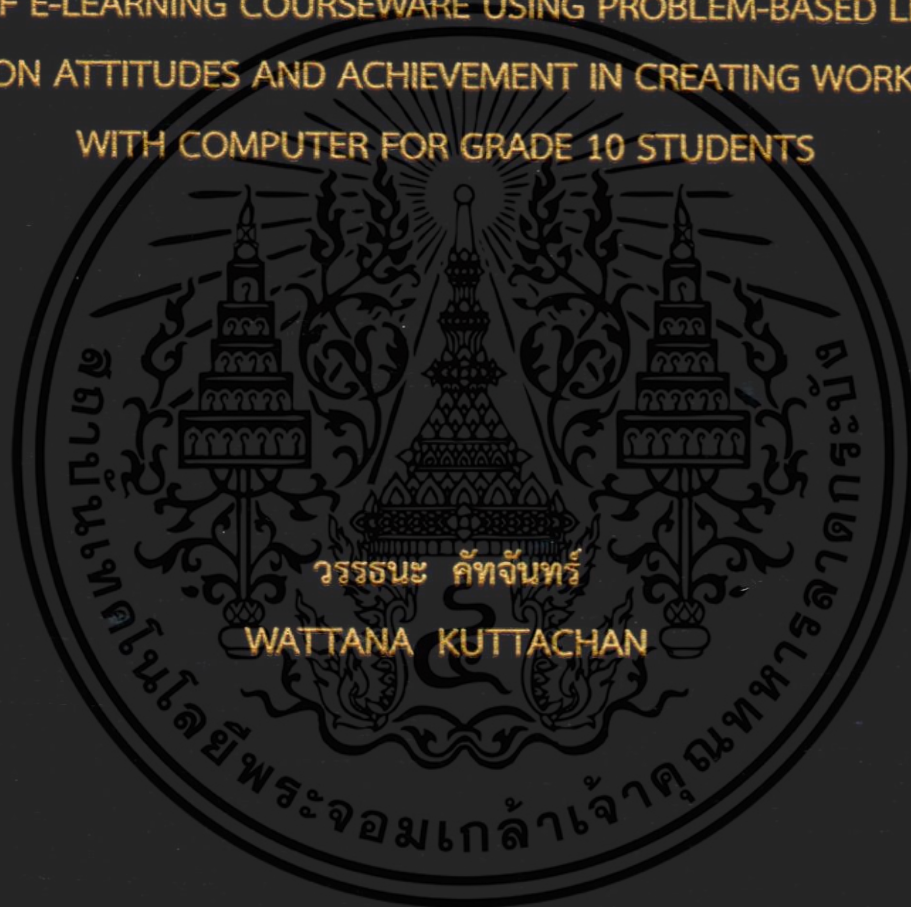 F E-LEARNING COURSEWARE USING PROBLEM-BASED
ON ATTITUDES AND ACHIEVEMENT IN CREATING WORK
WITH COMPUTER FOR GRADE 10 STUDENTS
วรรธนะ คัทจันทร์
WATTANA KUTTACHAN
สถาบันเทคโนโลยีพระจอมเกล้าเจ้าคุณทหารลาดกระบัง